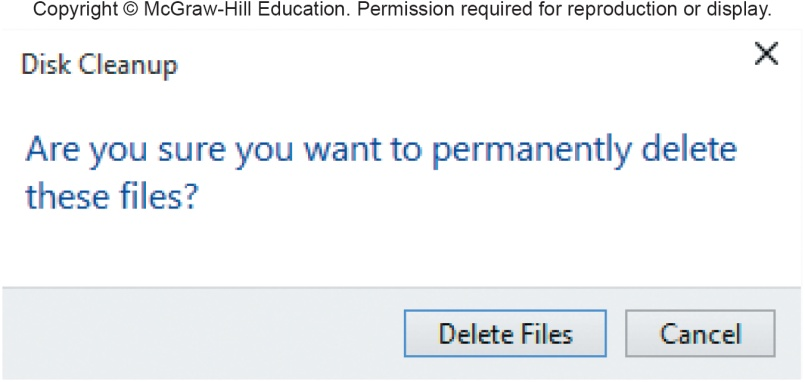 Copyright © McGraw-Hill Education. Permission required for reproduction or display.
Disk Cleanup
Are you sure you want to permanently delete
these files?
Delete Files
Cancel